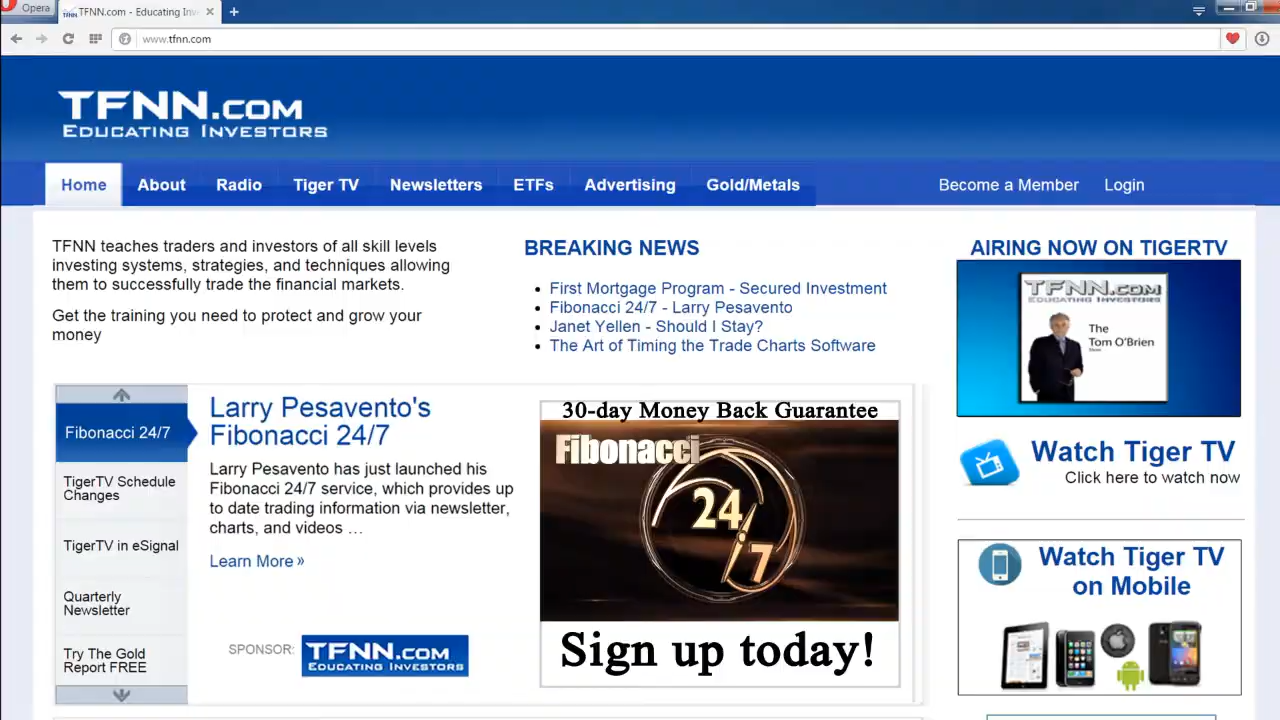 Opera
TFNN.com - Educating Inv
www.tfnn.com
TFNN.COM
EDUCATING INVESTORS
Home
About
Radio
Tiger TV
Newsletters
ETFs
Advertising
Gold/Metals
Become a Member
Login
TFNN teaches traders and investors of all skill levels
investing systems, strategies, and techniques allowing
them to successfully trade the financial markets.
Get the training you need to protect and grow your
money
BREAKING NEWS
First Mortgage Program - Secured Investment
Fibonacci 24/7 - Larry Pesavento
Janet Yellen - Should I Stay?
The Art of Timing the Trade Charts Software
AIRING NOW ON TIGERTV
TFNN.COM
EDUCATING INVESTORS
The
Tom O'Brien
Show
Watch Tiger TV
Click here to watch now
Watch Tiger TV
on Mobile
Fibonacci 24/7
TigerTV Schedule
Changes
TigerTV in eSignal
Quarterly
Newsletter
Try The Gold
Report FREE
Larry Pesavento's
Fibonacci 24/7
Larry Pesavento has just launched his
Fibonacci 24/7 service, which provides up
to date trading information via newsletter,
charts, and videos …
Learn More »
SPONSOR:
TFNN.COM
EDUCATING INVESTORS
30-day Money Back Guarantee
Fibonacci
24
7
Sign up today!